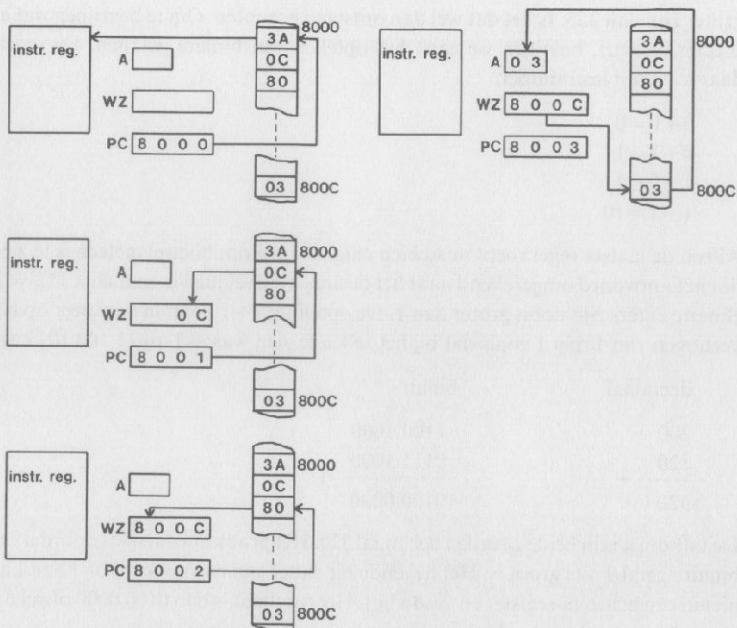 instr. reg.
3A 8000
A
0C
80
WZ
PC 8 0 0 0
03 800C
instr. reg.
3A 8000
A 0 3
0C
80
WZ 8 0 0 C
PC 8 0 0 3
03 800C
instr. reg.
3A 8000
A
0C
80
WZ 0 C
PC 8 0 0 1
03 800C
instr. reg.
3A 8000
A
0C
80
WZ 8 0 0 C
PC 8 0 0 2
03 800C